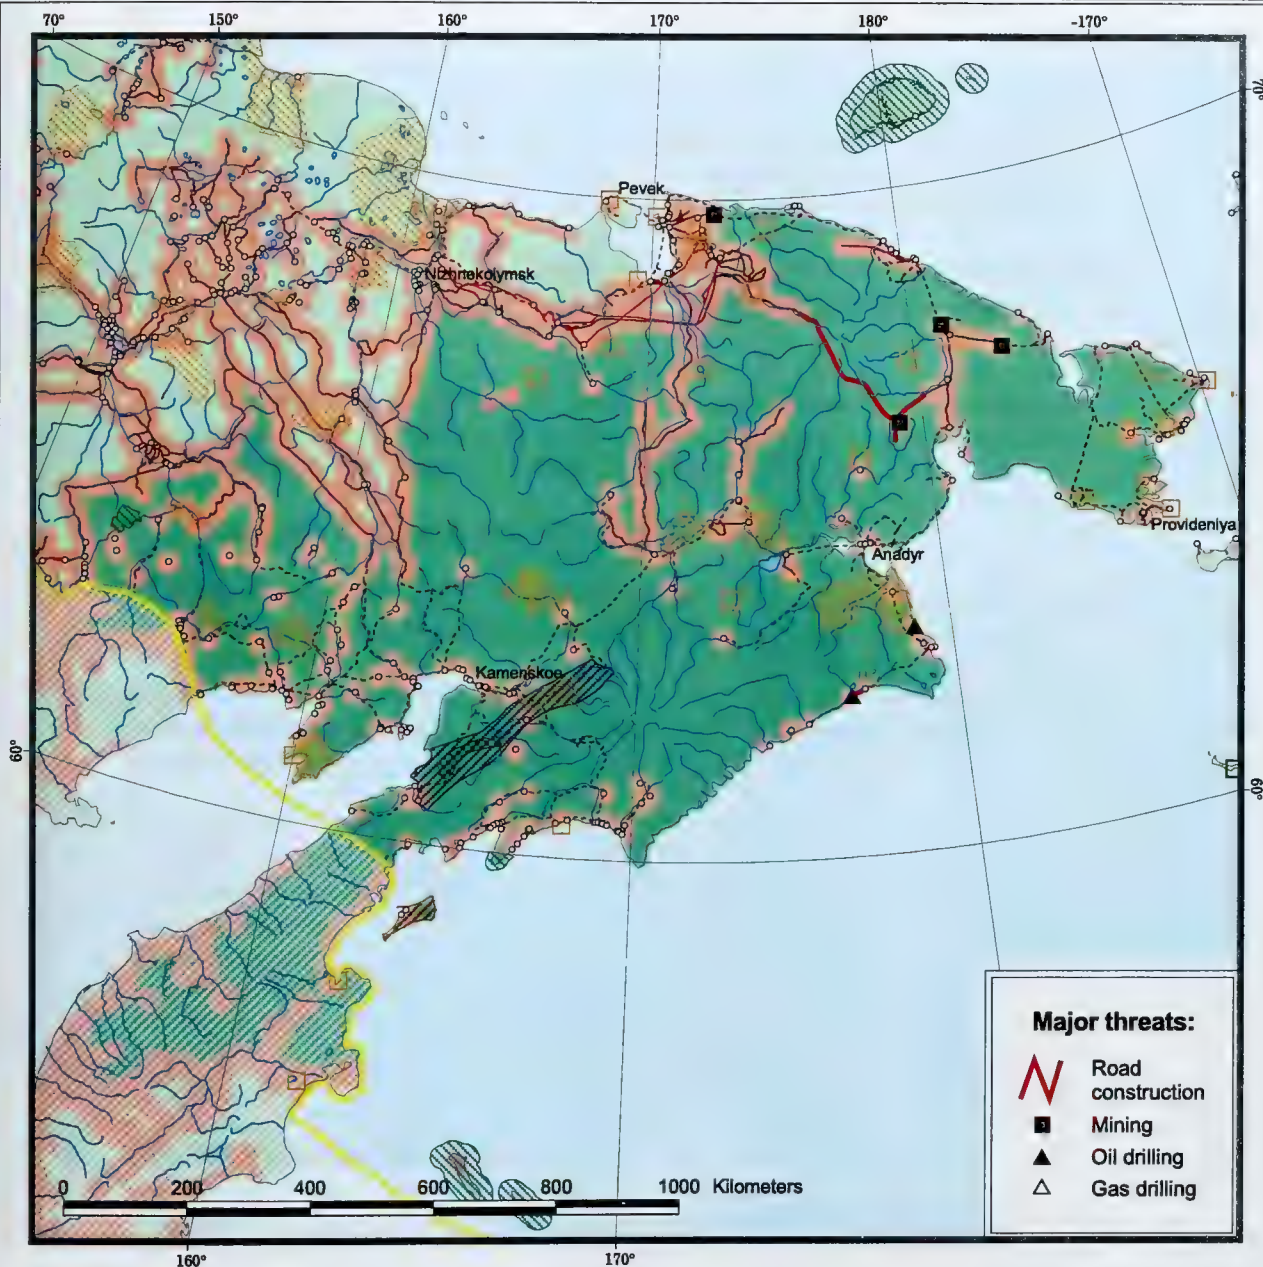 70° 150° 160° 170° 180° -170°
70°
Pevek
Nizhnekolymsk
Provideniya
Anadyr
Kamenskoe
60°
60°
Major threats:
Road
construction
Mining
Oil drilling
Gas drilling
0 200 400 600 800 1000 Kilometers
160° 170°